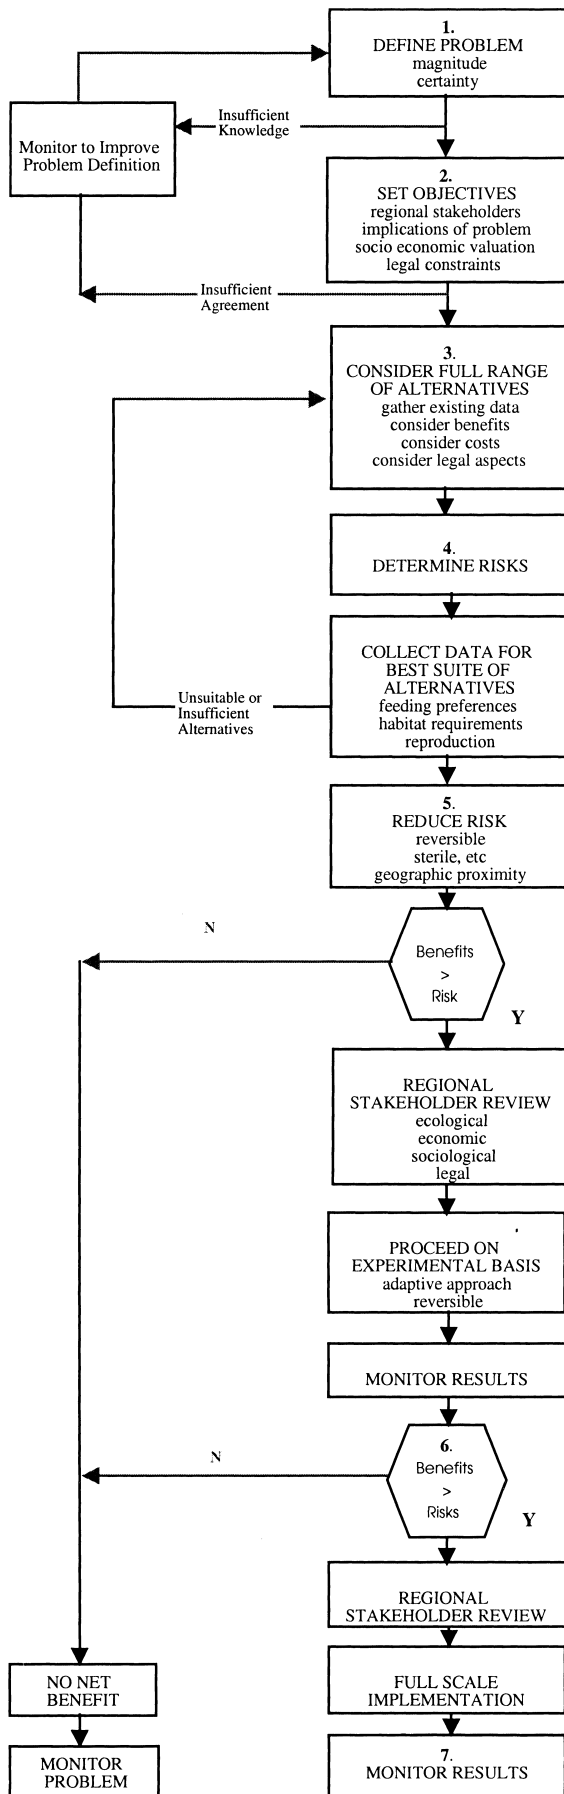 1.
DEFINE PROBLEM
magnitude
certainty
Insufficient
Knowledge
Monitor to Improve
Problem Definition
2.
SET OBJECTIVES
regional stakeholders
implications of problem
socio economic valuation
legal constraints
Insufficient
Agreement
3.
CONSIDER FULL RANGE
OF ALTERNATIVES
gather existing data
consider benefits
consider costs
consider legal aspects
4.
DETERMINE RISKS
COLLECT DATA FOR
BEST SUITE OF
ALTERNATIVES
feeding preferences
habitat requirements
reproduction
Unsuitable or
Insufficient
Alternatives
5.
REDUCE RISK
reversible
sterile, etc
geographic proximity
N
Benefits
>
Risk
Y
REGIONAL
STAKEHOLDER REVIEW
ecological
economic
sociological
legal
PROCEED ON
EXPERIMENTAL BASIS
adaptive approach
reversible
MONITOR RESULTS
N
6.
Benefits
>
Risks
Y
REGIONAL
STAKEHOLDER REVIEW
NO NET
BENEFIT
FULL SCALE
IMPLEMENTATION
MONITOR
PROBLEM
7.
MONITOR RESULTS